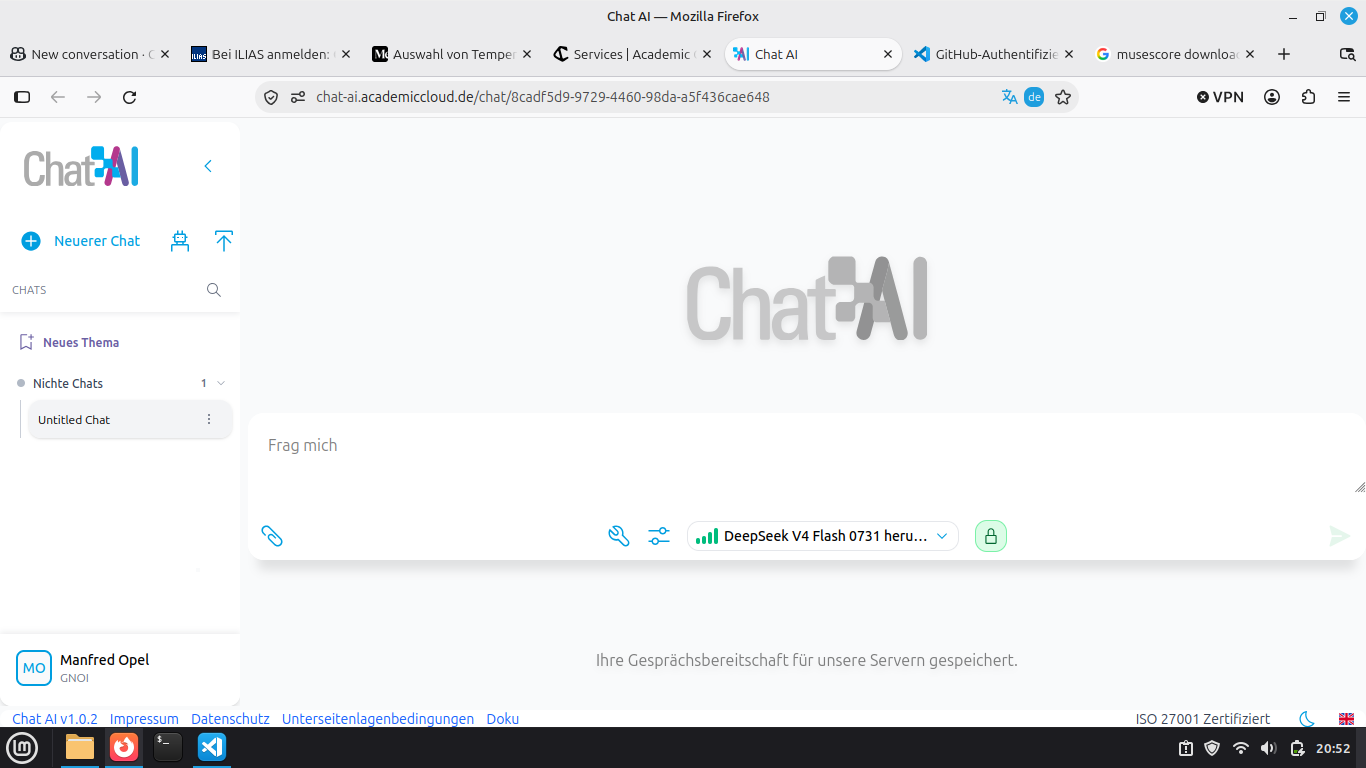 Chat AI — Mozilla Firefox
New conversation · C
Bei ILIAS anmelden:
Auswahl von Temper
Services | Academic C
Chat AI
GitHub-Authentifizie
musescore download
chat-ai.academiccloud.de/chat/8cadf5d9-9729-4460-98da-a5f436cae648
de
VPN
Chat AI
Neuerer Chat
CHATS
Neues Thema
Nichte Chats 1
Untitled Chat
Chat AI
Frag mich
DeepSeek V4 Flash 0731 heru…
Ihre Gesprächsbereitschaft für unsere Servern gespeichert.
MO
Manfred Opel
GNOI
Chat AI v1.0.2 Impressum Datenschutz Unterseitenlagenbedingungen Doku
ISO 27001 Zertifiziert
20:52